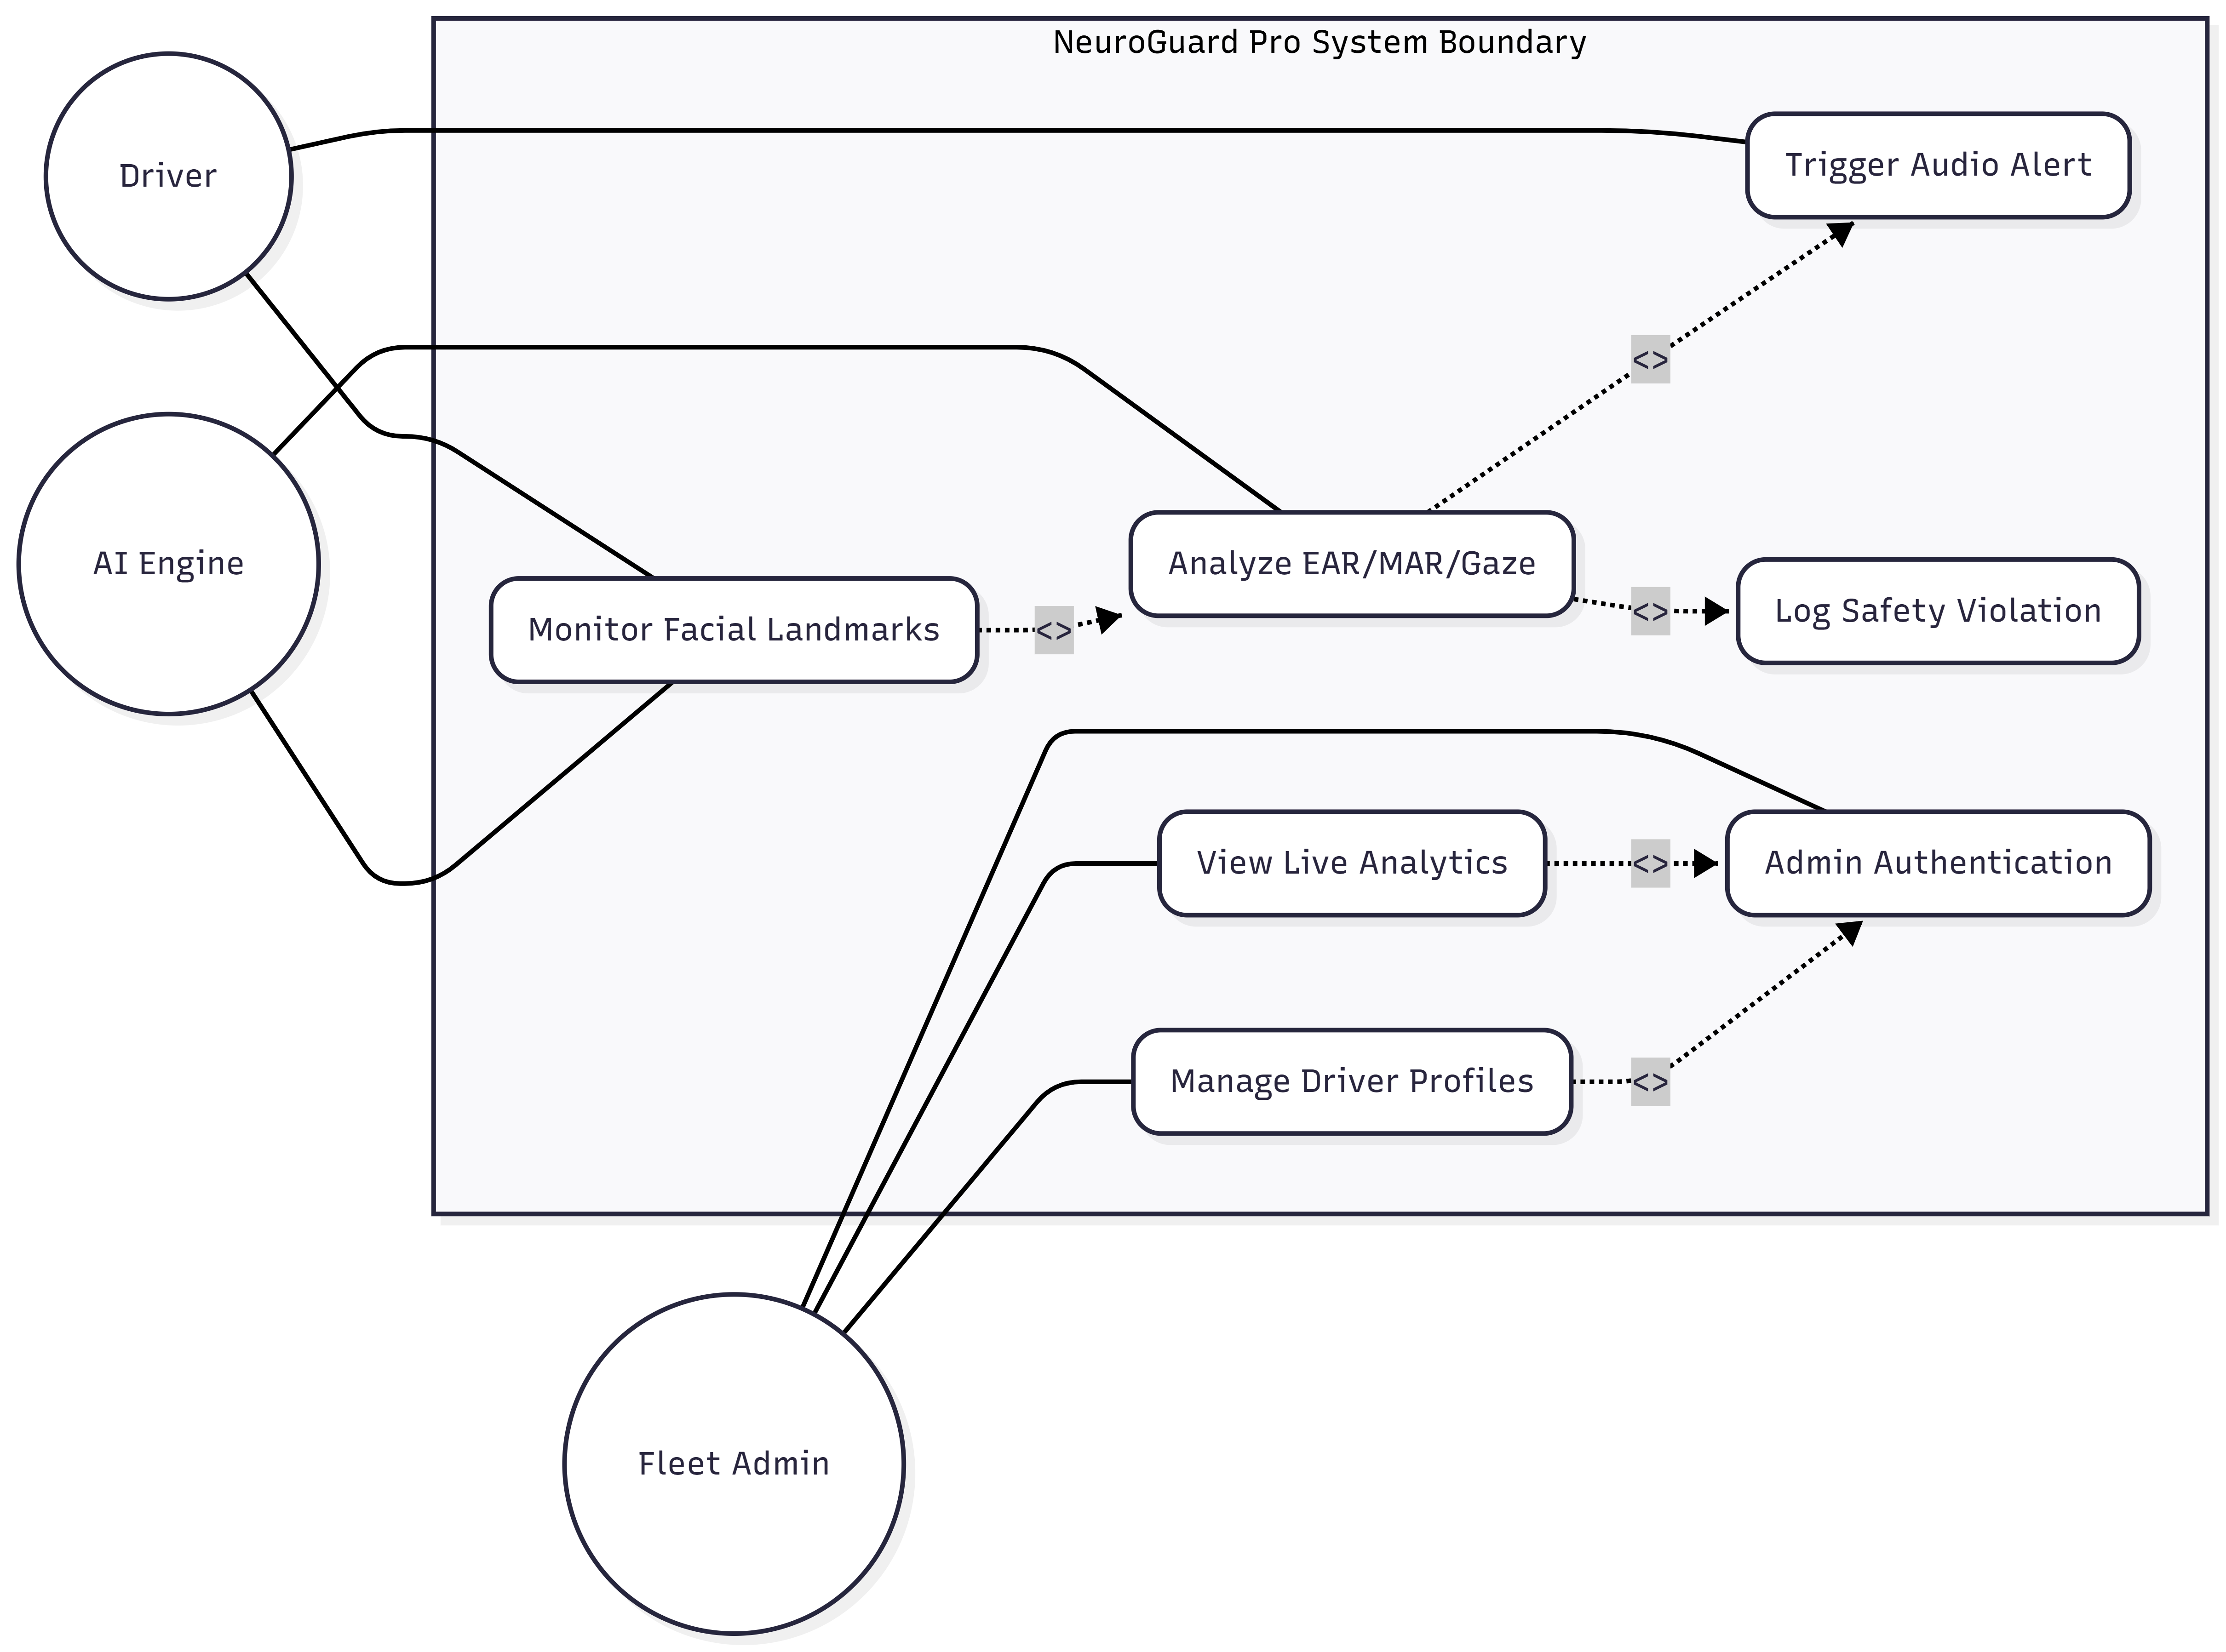 NeuroGuard Pro System Boundary
Driver
Trigger Audio Alert
<>
AI Engine
Analyze EAR/MAR/Gaze
<>
Log Safety Violation
Monitor Facial Landmarks
<>
View Live Analytics
<>
Admin Authentication
Manage Driver Profiles
<>
Fleet Admin